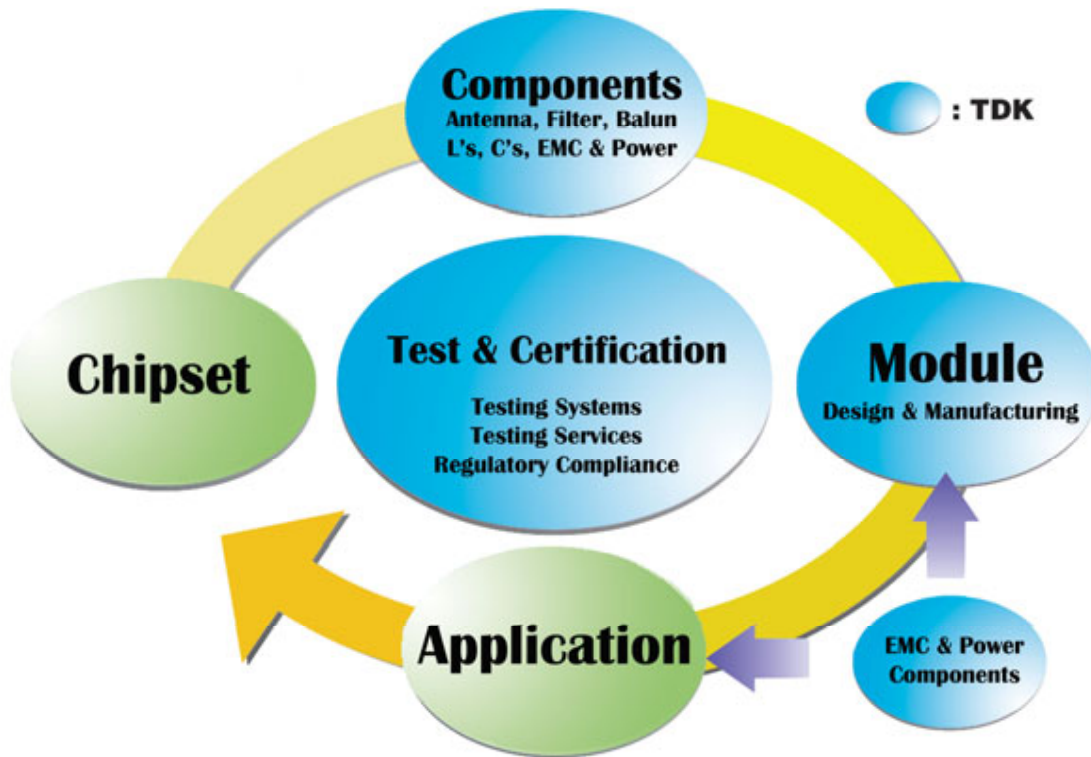 Components
Antenna, Filter, Balun
L's, C's, EMC & Power
: TDK
Chipset
Test & Certification
Testing Systems
Testing Services
Regulatory Compliance
Module
Design & Manufacturing
Application
EMC & Power
Components